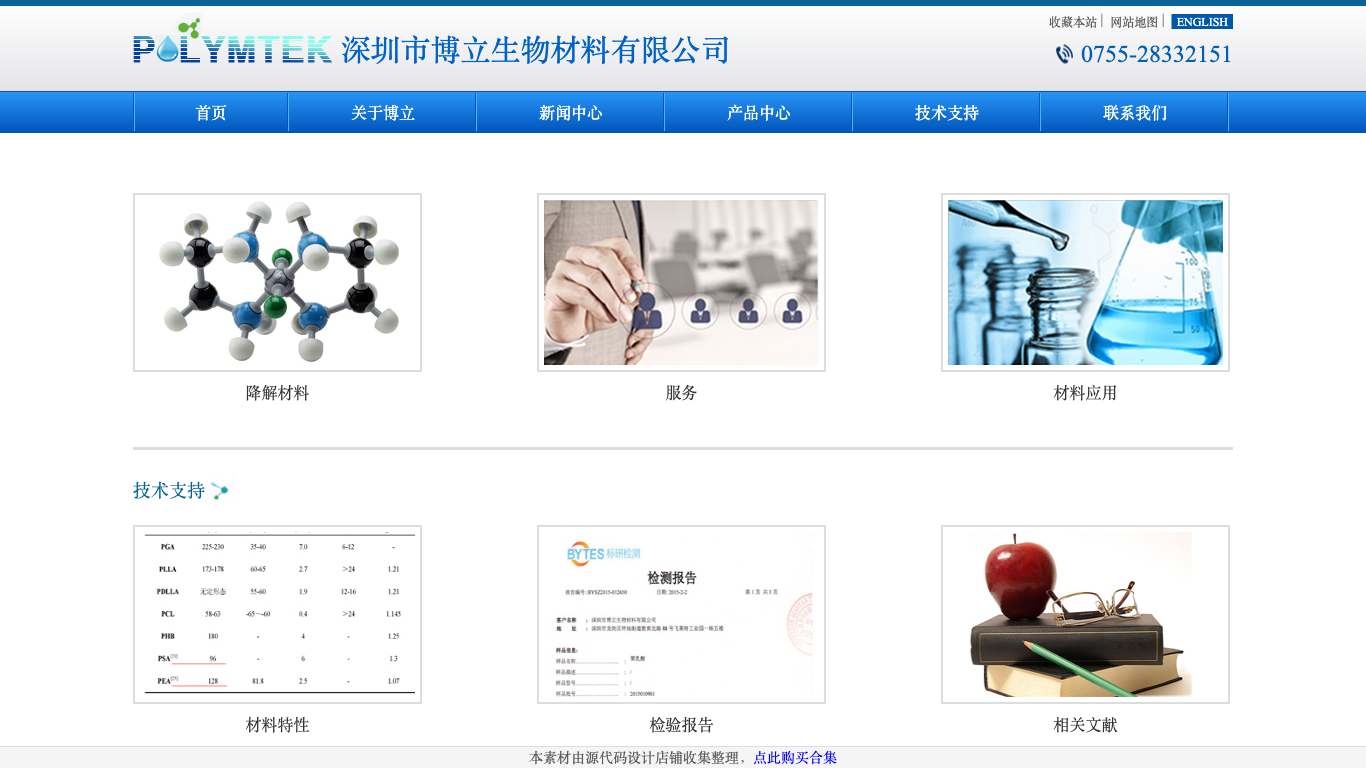 收藏本站 | 网站地图 | ENGLISH
POLYMTEK 深圳市博立生物材料有限公司
0755-28332151
首页 关于博立 新闻中心 产品中心 技术支持 联系我们
100
75
50
降解材料 服务 材料应用
技术支持
PGA 225-230 35-40 7.0 6-12 -
PLLA 173-178 60-65 2.7 >24 1.21
PDLLA 无定形态 55-60 1.9 12-16 1.21
PCL 58-63 -65~-60 0.4 >24 1.145
PHB 180 - 4 - 1.25
PSA 96 - 6 - 1.3
PEA 128 81.8 2.5 - 1.07
BYTES 标研检测
检测报告
报告编号: BYSZ2015-012650 日期: 2015-2-2 第 1 页 共 3 页
客户名称 : 深圳市博立生物材料有限公司
地 址 :
样品信息:
样品名称 : 聚乳酸
样品描述 : /
样品型号 : /
样品批号 : 2015010901
材料特性 检验报告 相关文献
本素材由源代码设计店铺收集整理，点此购买合集